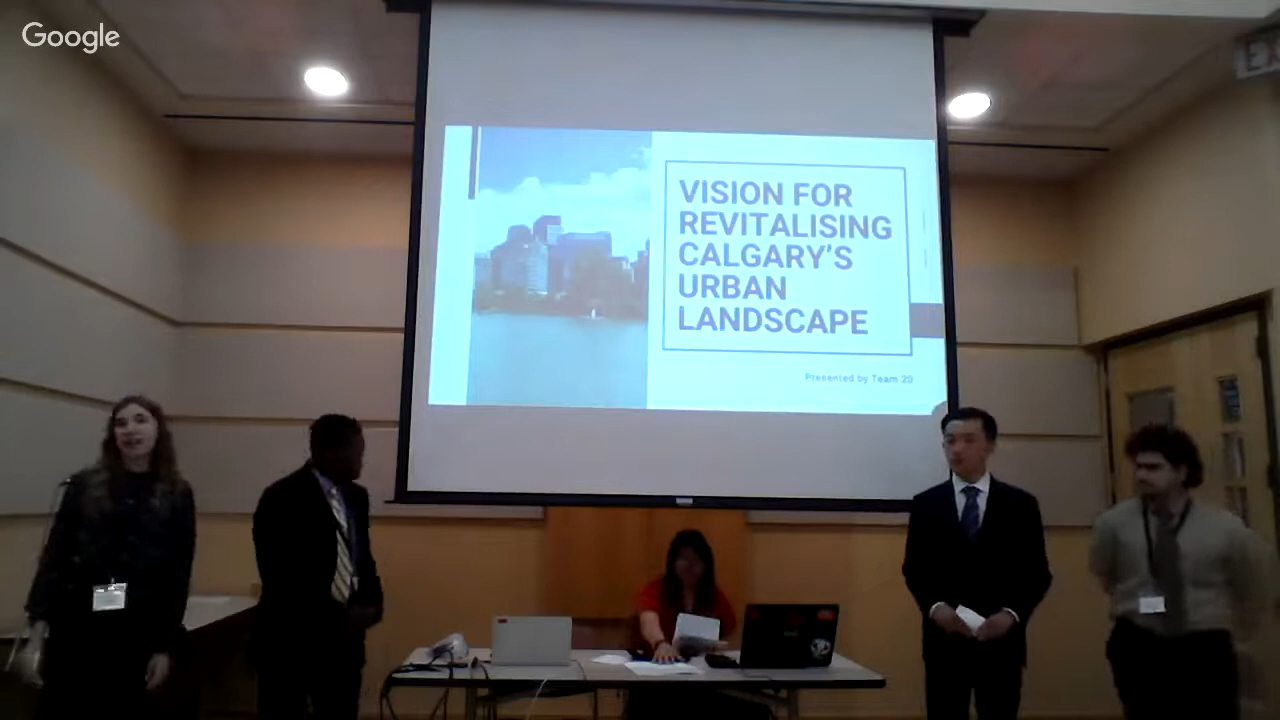 Google
VISION FOR
REVITALISING
CALGARY'S
URBAN
LANDSCAPE
Presented by Team 20